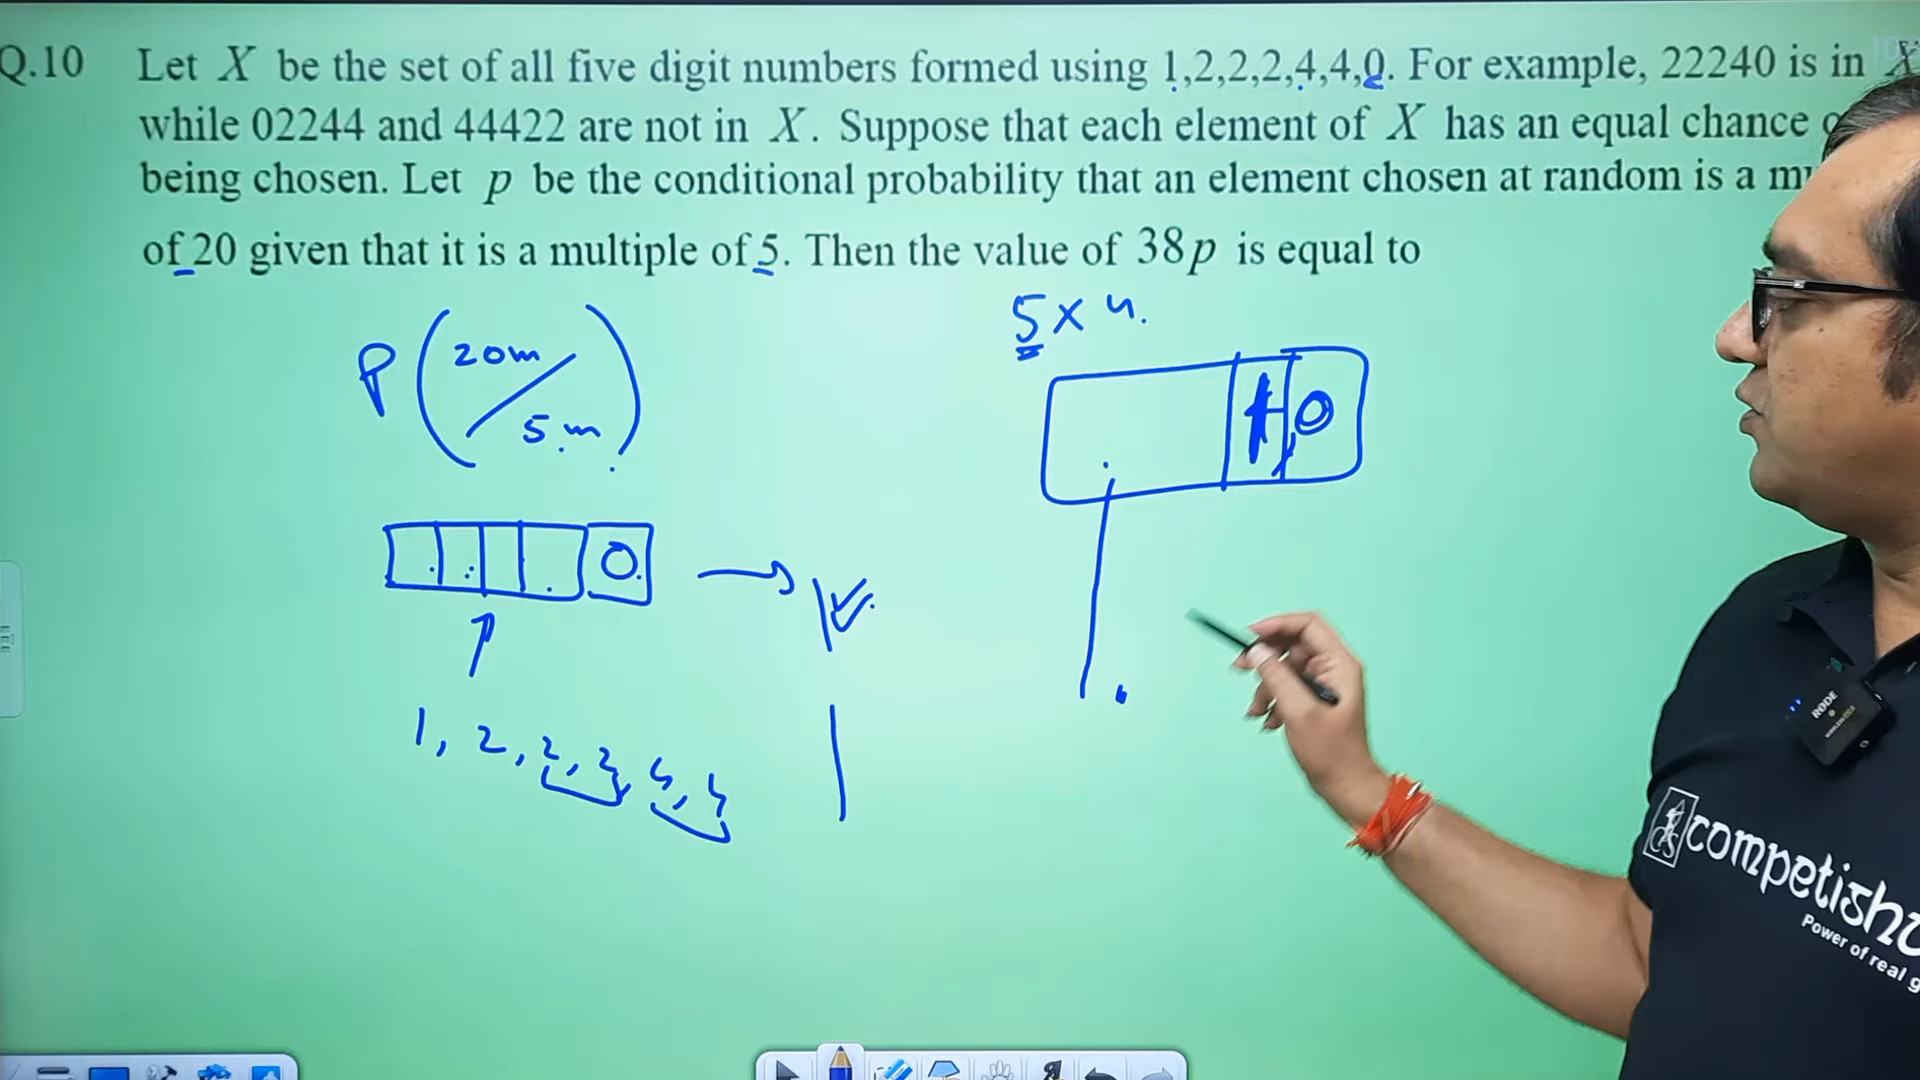 Q.10 Let X be the set of all five digit numbers formed using 1,2,2,2,4,4,0. For example, 22240 is in X
while 02244 and 44422 are not in X. Suppose that each element of X has an equal chance
being chosen. Let p be the conditional probability that an element chosen at random is a
of 20 given that it is a multiple of 5. Then the value of 38p is equal to
P(20m/5m)
5 x 4.
0
0
1, 2, 2, 2, 4, 4
RODE
competishu
Power of real g